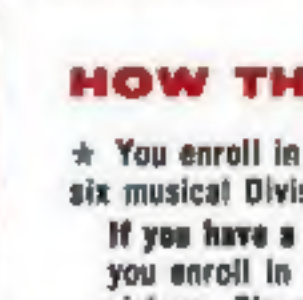 HOW TH
★ You enroll in
six musical Divis
If you have a
you enroll in